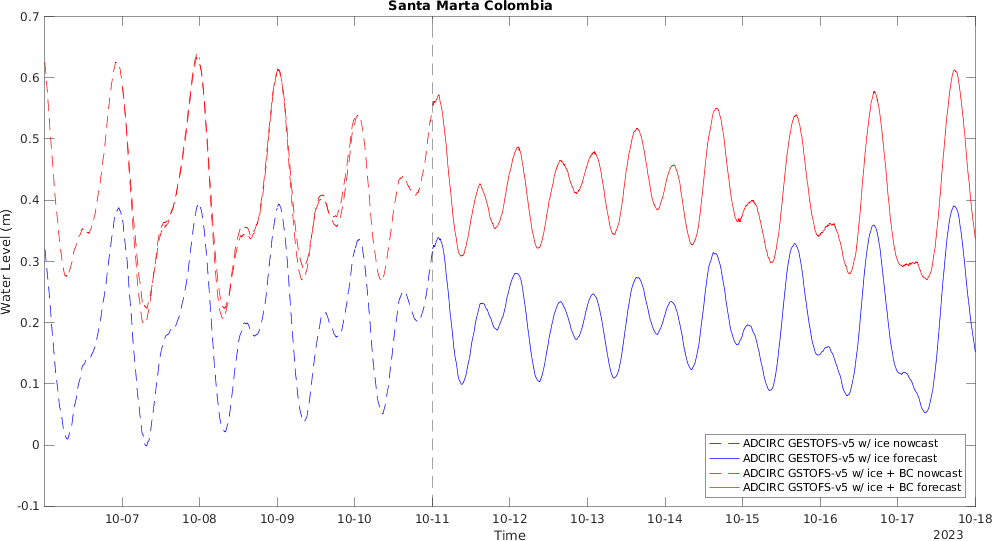 Santa Marta Colombia
0.7
0.6
0.5
0.4
0.3
0.2
0.1
0
-0.1
Water Level (m)
10-07 10-08 10-09 10-10 10-11 10-12 10-13 10-14 10-15 10-16 10-17 10-18
Time
2023
ADCIRC GESTOFS-v5 w/ ice nowcast
ADCIRC GESTOFS-v5 w/ ice forecast
ADCIRC GSTOFS-v5 w/ ice + BC nowcast
ADCIRC GSTOFS-v5 w/ ice + BC forecast